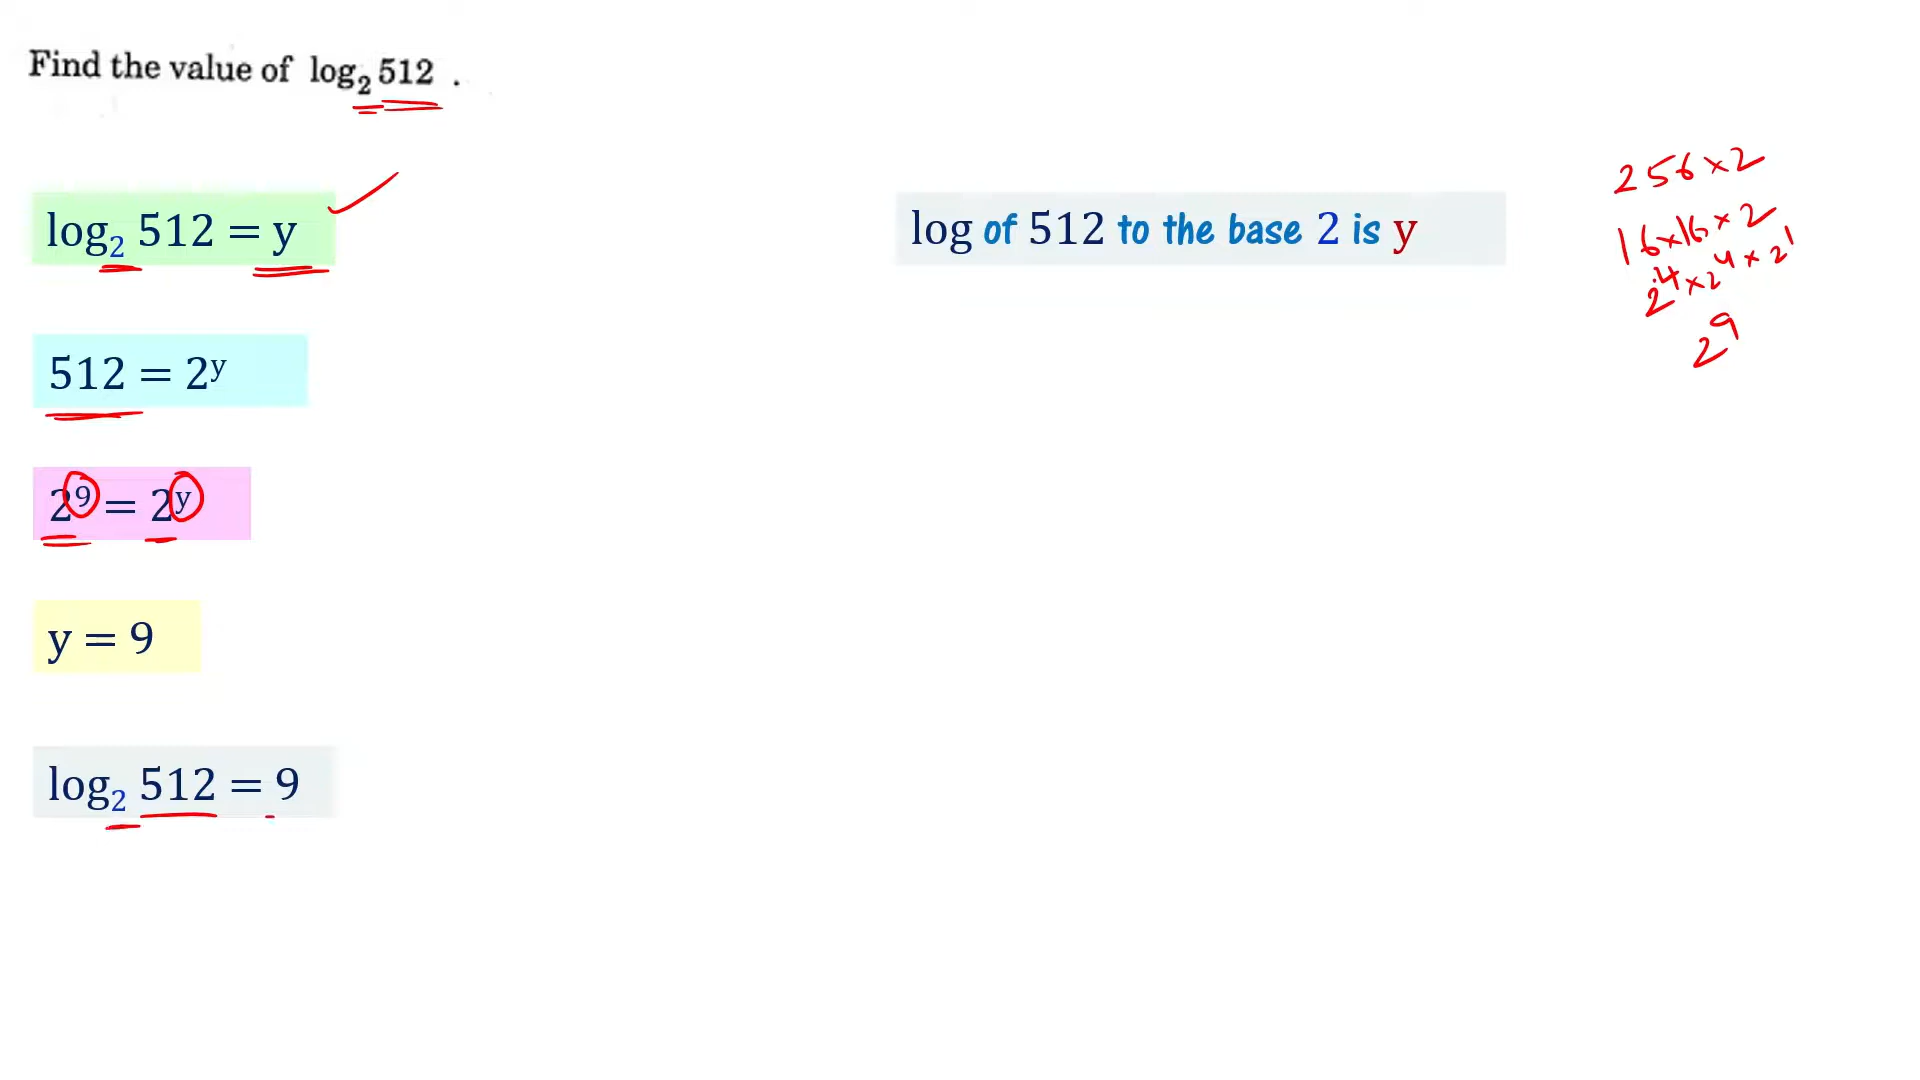 Find the value of log₂ 512 .
log₂ 512 = y
log of 512 to the base 2 is y
256×2
16×16×2
2⁴×2⁴×2¹
2⁹
512 = 2ʸ
2⁹ = 2ʸ
y = 9
log₂ 512 = 9